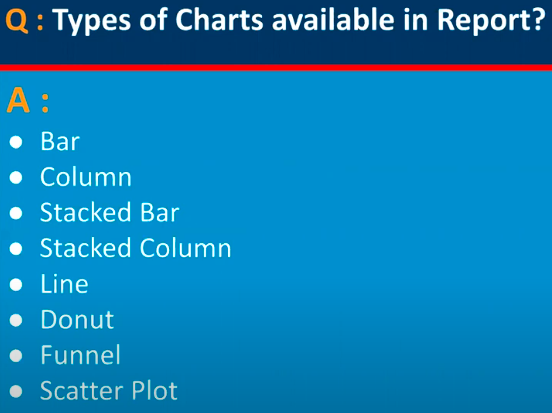 Q : Types of Charts available in Report?
A :
● Bar
● Column
● Stacked Bar
● Stacked Column
● Line
● Donut
● Funnel
● Scatter Plot